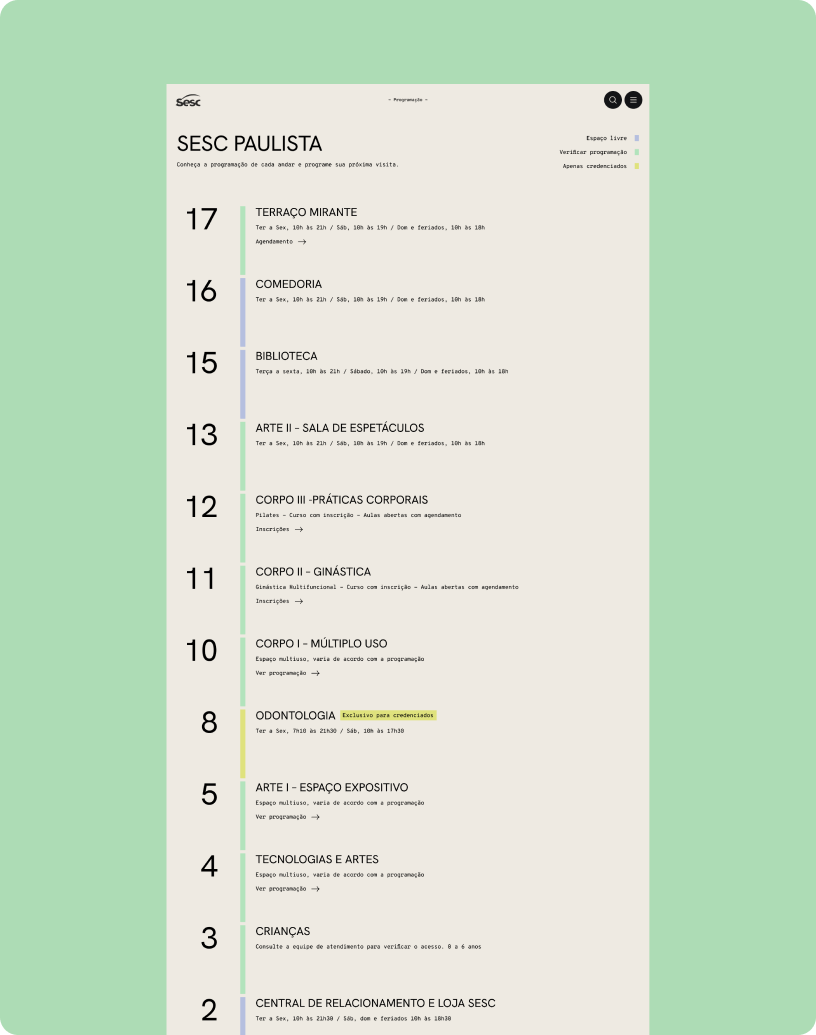 Sesc
– Programação –
SESC PAULISTA
Conheça a programação de cada andar e programe sua próxima visita.
Espaço livre
Verificar programação
Apenas credenciados
17
TERRAÇO MIRANTE
Ter a Sex, 10h às 21h / Sáb, 10h às 19h / Dom e feriados, 10h às 18h
Agendamento →
16
COMEDORIA
Ter a Sex, 10h às 21h / Sáb, 10h às 19h / Dom e feriados, 10h às 18h
15
BIBLIOTECA
Terça a sexta, 10h às 21h / Sábado, 10h às 19h / Dom e feriados, 10h às 18h
13
ARTE II – SALA DE ESPETÁCULOS
Ter a Sex, 10h às 21h / Sáb, 10h às 19h / Dom e feriados, 10h às 18h
12
CORPO III -PRÁTICAS CORPORAIS
Pilates – Curso com inscrição – Aulas abertas com agendamento
Inscrições →
11
CORPO II – GINÁSTICA
Ginástica Multifuncional – Curso com inscrição – Aulas abertas com agendamento
Inscrições →
10
CORPO I – MÚLTIPLO USO
Espaço multiuso, varia de acordo com a programação
Ver programação →
8
ODONTOLOGIA Exclusivo para credenciados
Ter a Sex, 7h10 às 21h30 / Sáb, 10h às 17h30
5
ARTE I – ESPAÇO EXPOSITIVO
Espaço multiuso, varia de acordo com a programação
Ver programação →
4
TECNOLOGIAS E ARTES
Espaço multiuso, varia de acordo com a programação
Ver programação →
3
CRIANÇAS
Consulte a equipe de atendimento para verificar o acesso. 0 a 6 anos
2
CENTRAL DE RELACIONAMENTO E LOJA SESC
Ter a Sex, 10h às 21h30 / Sáb, dom e feriados 10h às 18h30